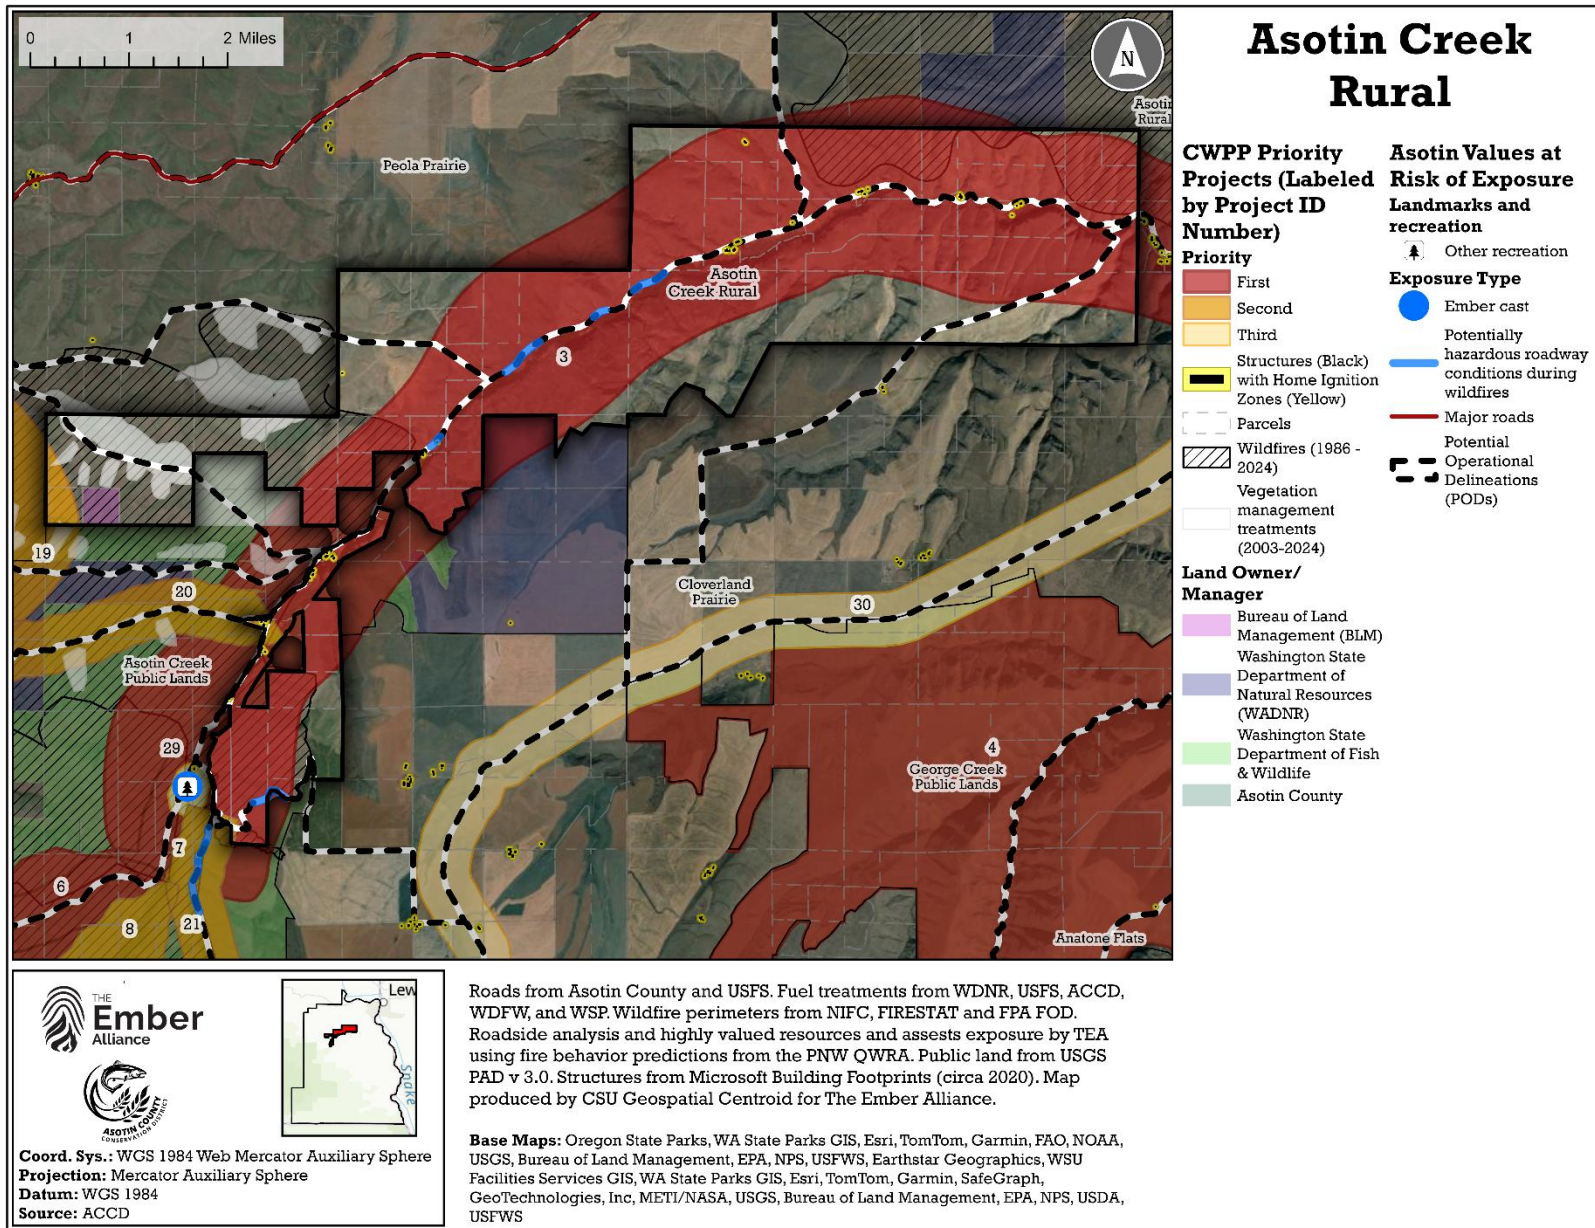 0 1 2 Miles
N
Asotin
Rural
Peola Prairie
Asotin
Creek Rural
3
19
20
Cloverland
Prairie
30
Asotin Creek
Public Lands
29
4
George Creek
Public Lands
7
6
8
21
Anatone Flats
Asotin Creek
Rural
CWPP Priority
Projects (Labeled
by Project ID
Number)
Priority
First
Second
Third
Structures (Black)
with Home Ignition
Zones (Yellow)
Parcels
Wildfires (1986 -
2024)
Vegetation
management
treatments
(2003-2024)
Land Owner/
Manager
Bureau of Land
Management (BLM)
Washington State
Department of
Natural Resources
(WADNR)
Washington State
Department of Fish
& Wildlife
Asotin County
Asotin Values at
Risk of Exposure
Landmarks and
recreation
Other recreation
Exposure Type
Ember cast
Potentially
hazardous roadway
conditions during
wildfires
Major roads
Potential
Operational
Delineations
(PODs)
THE
Ember
Alliance
ASOTIN COUNTY
CONSERVATION DISTRICT
Lew
Snake
Coord. Sys.: WGS 1984 Web Mercator Auxiliary Sphere
Projection: Mercator Auxiliary Sphere
Datum: WGS 1984
Source: ACCD
Roads from Asotin County and USFS. Fuel treatments from WDNR, USFS, ACCD,
WDFW, and WSP. Wildfire perimeters from NIFC, FIRESTAT and FPA FOD.
Roadside analysis and highly valued resources and assests exposure by TEA
using fire behavior predictions from the PNW QWRA. Public land from USGS
PAD v 3.0. Structures from Microsoft Building Footprints (circa 2020). Map
produced by CSU Geospatial Centroid for The Ember Alliance.
Base Maps: Oregon State Parks, WA State Parks GIS, Esri, TomTom, Garmin, FAO, NOAA,
USGS, Bureau of Land Management, EPA, NPS, USFWS, Earthstar Geographics, WSU
Facilities Services GIS, WA State Parks GIS, Esri, TomTom, Garmin, SafeGraph,
GeoTechnologies, Inc, METI/NASA, USGS, Bureau of Land Management, EPA, NPS, USDA,
USFWS